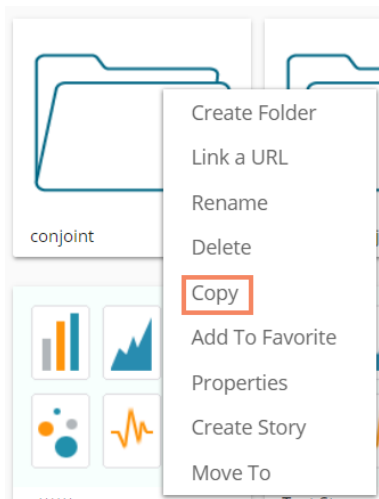 conjoint
Create Folder
Link a URL
Rename
Delete
Copy
Add To Favorite
Properties
Create Story
Move To